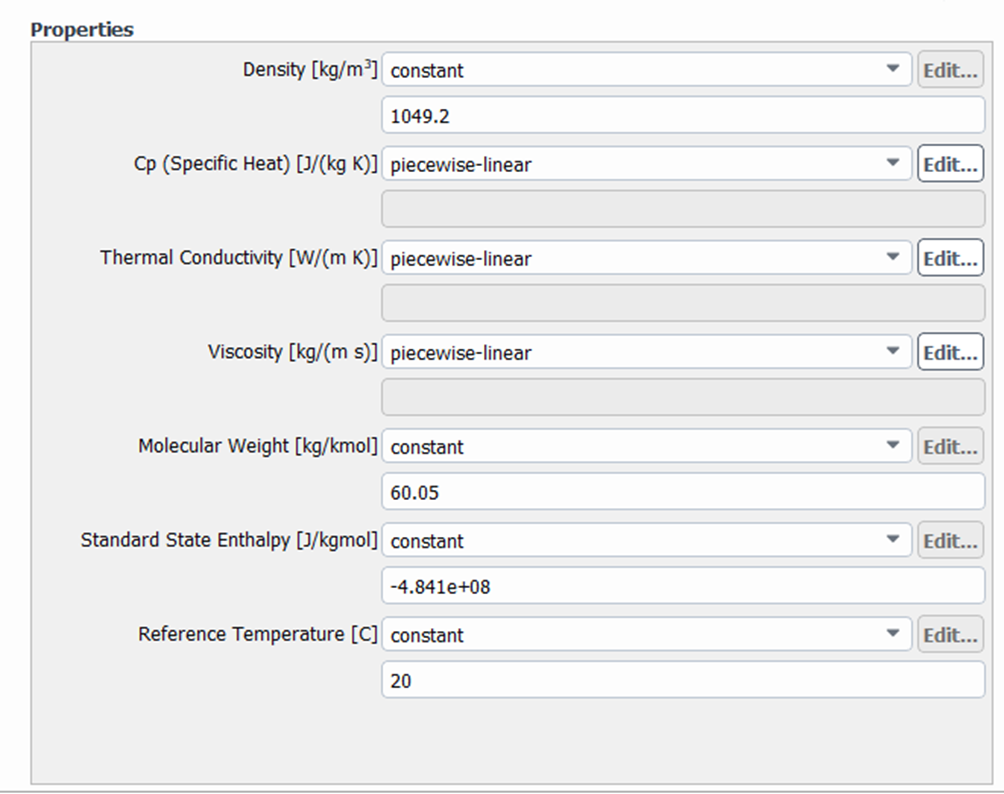 Properties
Density [kg/m³] constant Edit...
1049.2
Cp (Specific Heat) [J/(kg K)] piecewise-linear Edit...
Thermal Conductivity [W/(m K)] piecewise-linear Edit...
Viscosity [kg/(m s)] piecewise-linear Edit...
Molecular Weight [kg/kmol] constant Edit...
60.05
Standard State Enthalpy [J/kgmol] constant Edit...
-4.841e+08
Reference Temperature [C] constant Edit...
20